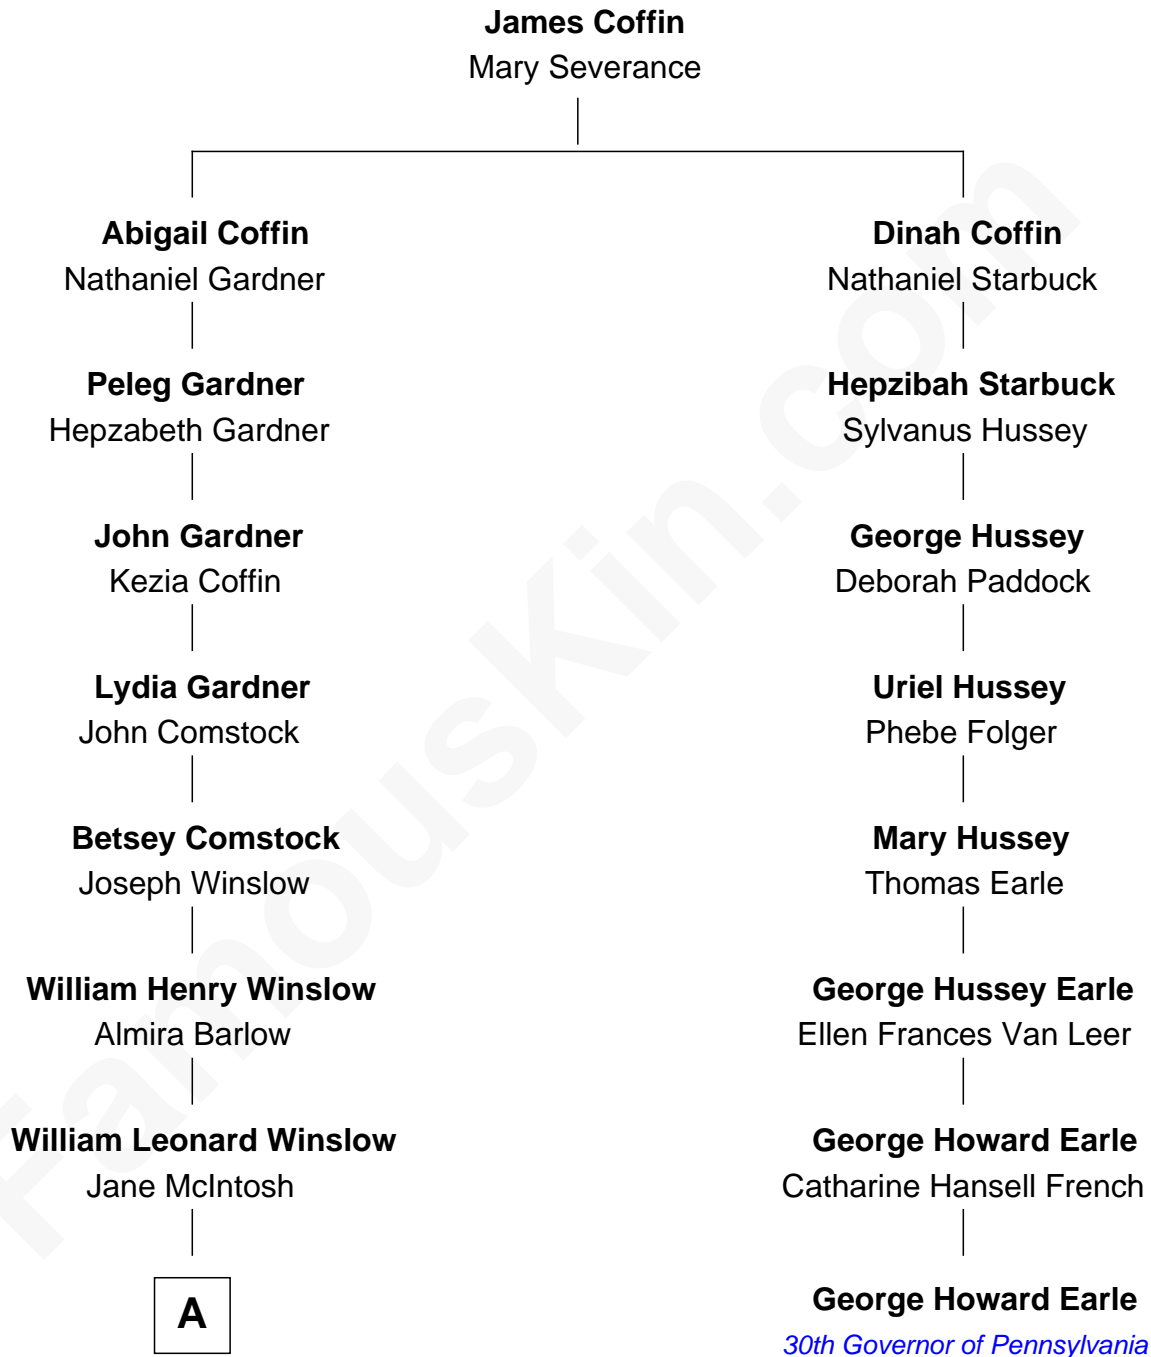 James Coffin
Mary Severance
Abigail Coffin
Nathaniel Gardner
Peleg Gardner
Hepzabeth Gardner
John Gardner
Kezia Coffin
Lydia Gardner
John Comstock
Betsey Comstock
Joseph Winslow
William Henry Winslow
Almira Barlow
William Leonard Winslow
Jane McIntosh
A
Dinah Coffin
Nathaniel Starbuck
Hepzibah Starbuck
Sylvanus Hussey
George Hussey
Deborah Paddock
Uriel Hussey
Phebe Folger
Mary Hussey
Thomas Earle
George Hussey Earle
Ellen Frances Van Leer
George Howard Earle
Catharine Hansell French
George Howard Earle
30th Governor of Pennsylvania
FamousKin.com